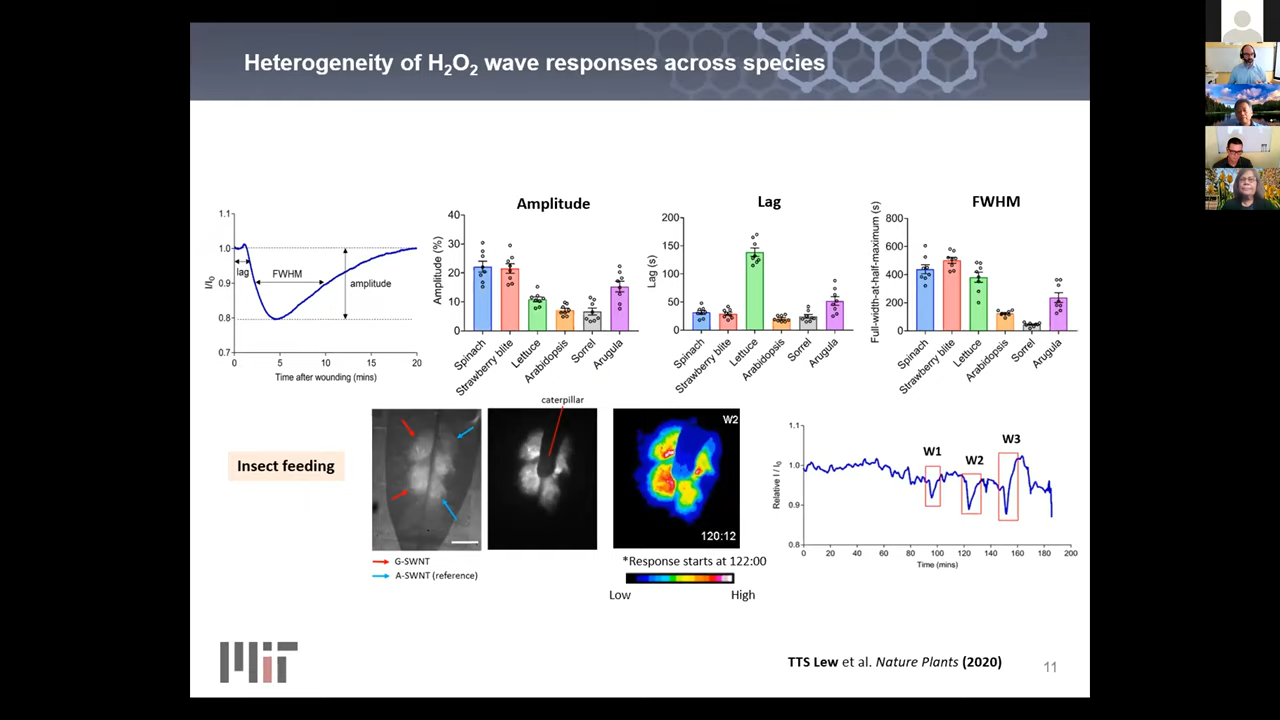 Heterogeneity of H₂O₂ wave responses across species
1.1
1.0
0.9
0.8
0.7
I/I₀
lag
FWHM
amplitude
0
5
10
15
20
Time after wounding (mins)
Amplitude
40
30
20
10
0
Amplitude (%)
Spinach
Strawberry blite
Lettuce
Arabidopsis
Sorrel
Arugula
Lag
200
150
100
50
0
Lag (s)
Spinach
Strawberry blite
Lettuce
Arabidopsis
Sorrel
Arugula
FWHM
800
600
400
200
0
Full-width-at-half-maximum (s)
Spinach
Strawberry blite
Lettuce
Arabidopsis
Sorrel
Arugula
Insect feeding
caterpillar
G-SWNT
A-SWNT (reference)
W2
120:12
*Response starts at 122:00
Low
High
1.1
1.0
0.9
0.8
Relative I / I₀
W1
W2
W3
0
20
40
60
80
100
120
140
160
180
200
Time (mins)
MIT
TTS Lew et al. Nature Plants (2020)
11